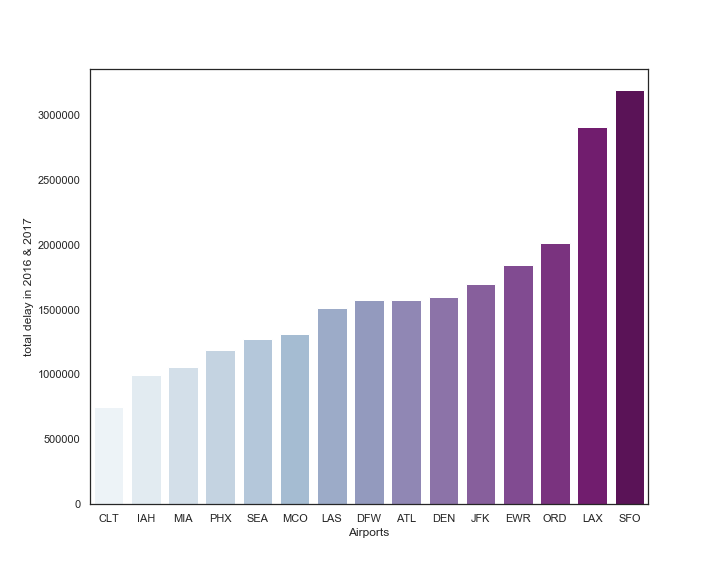 3000000
2500000
2000000
1500000
1000000
500000
0
total delay in 2016 & 2017
CLT IAH MIA PHX SEA MCO LAS DFW ATL DEN JFK EWR ORD LAX SFO
Airports